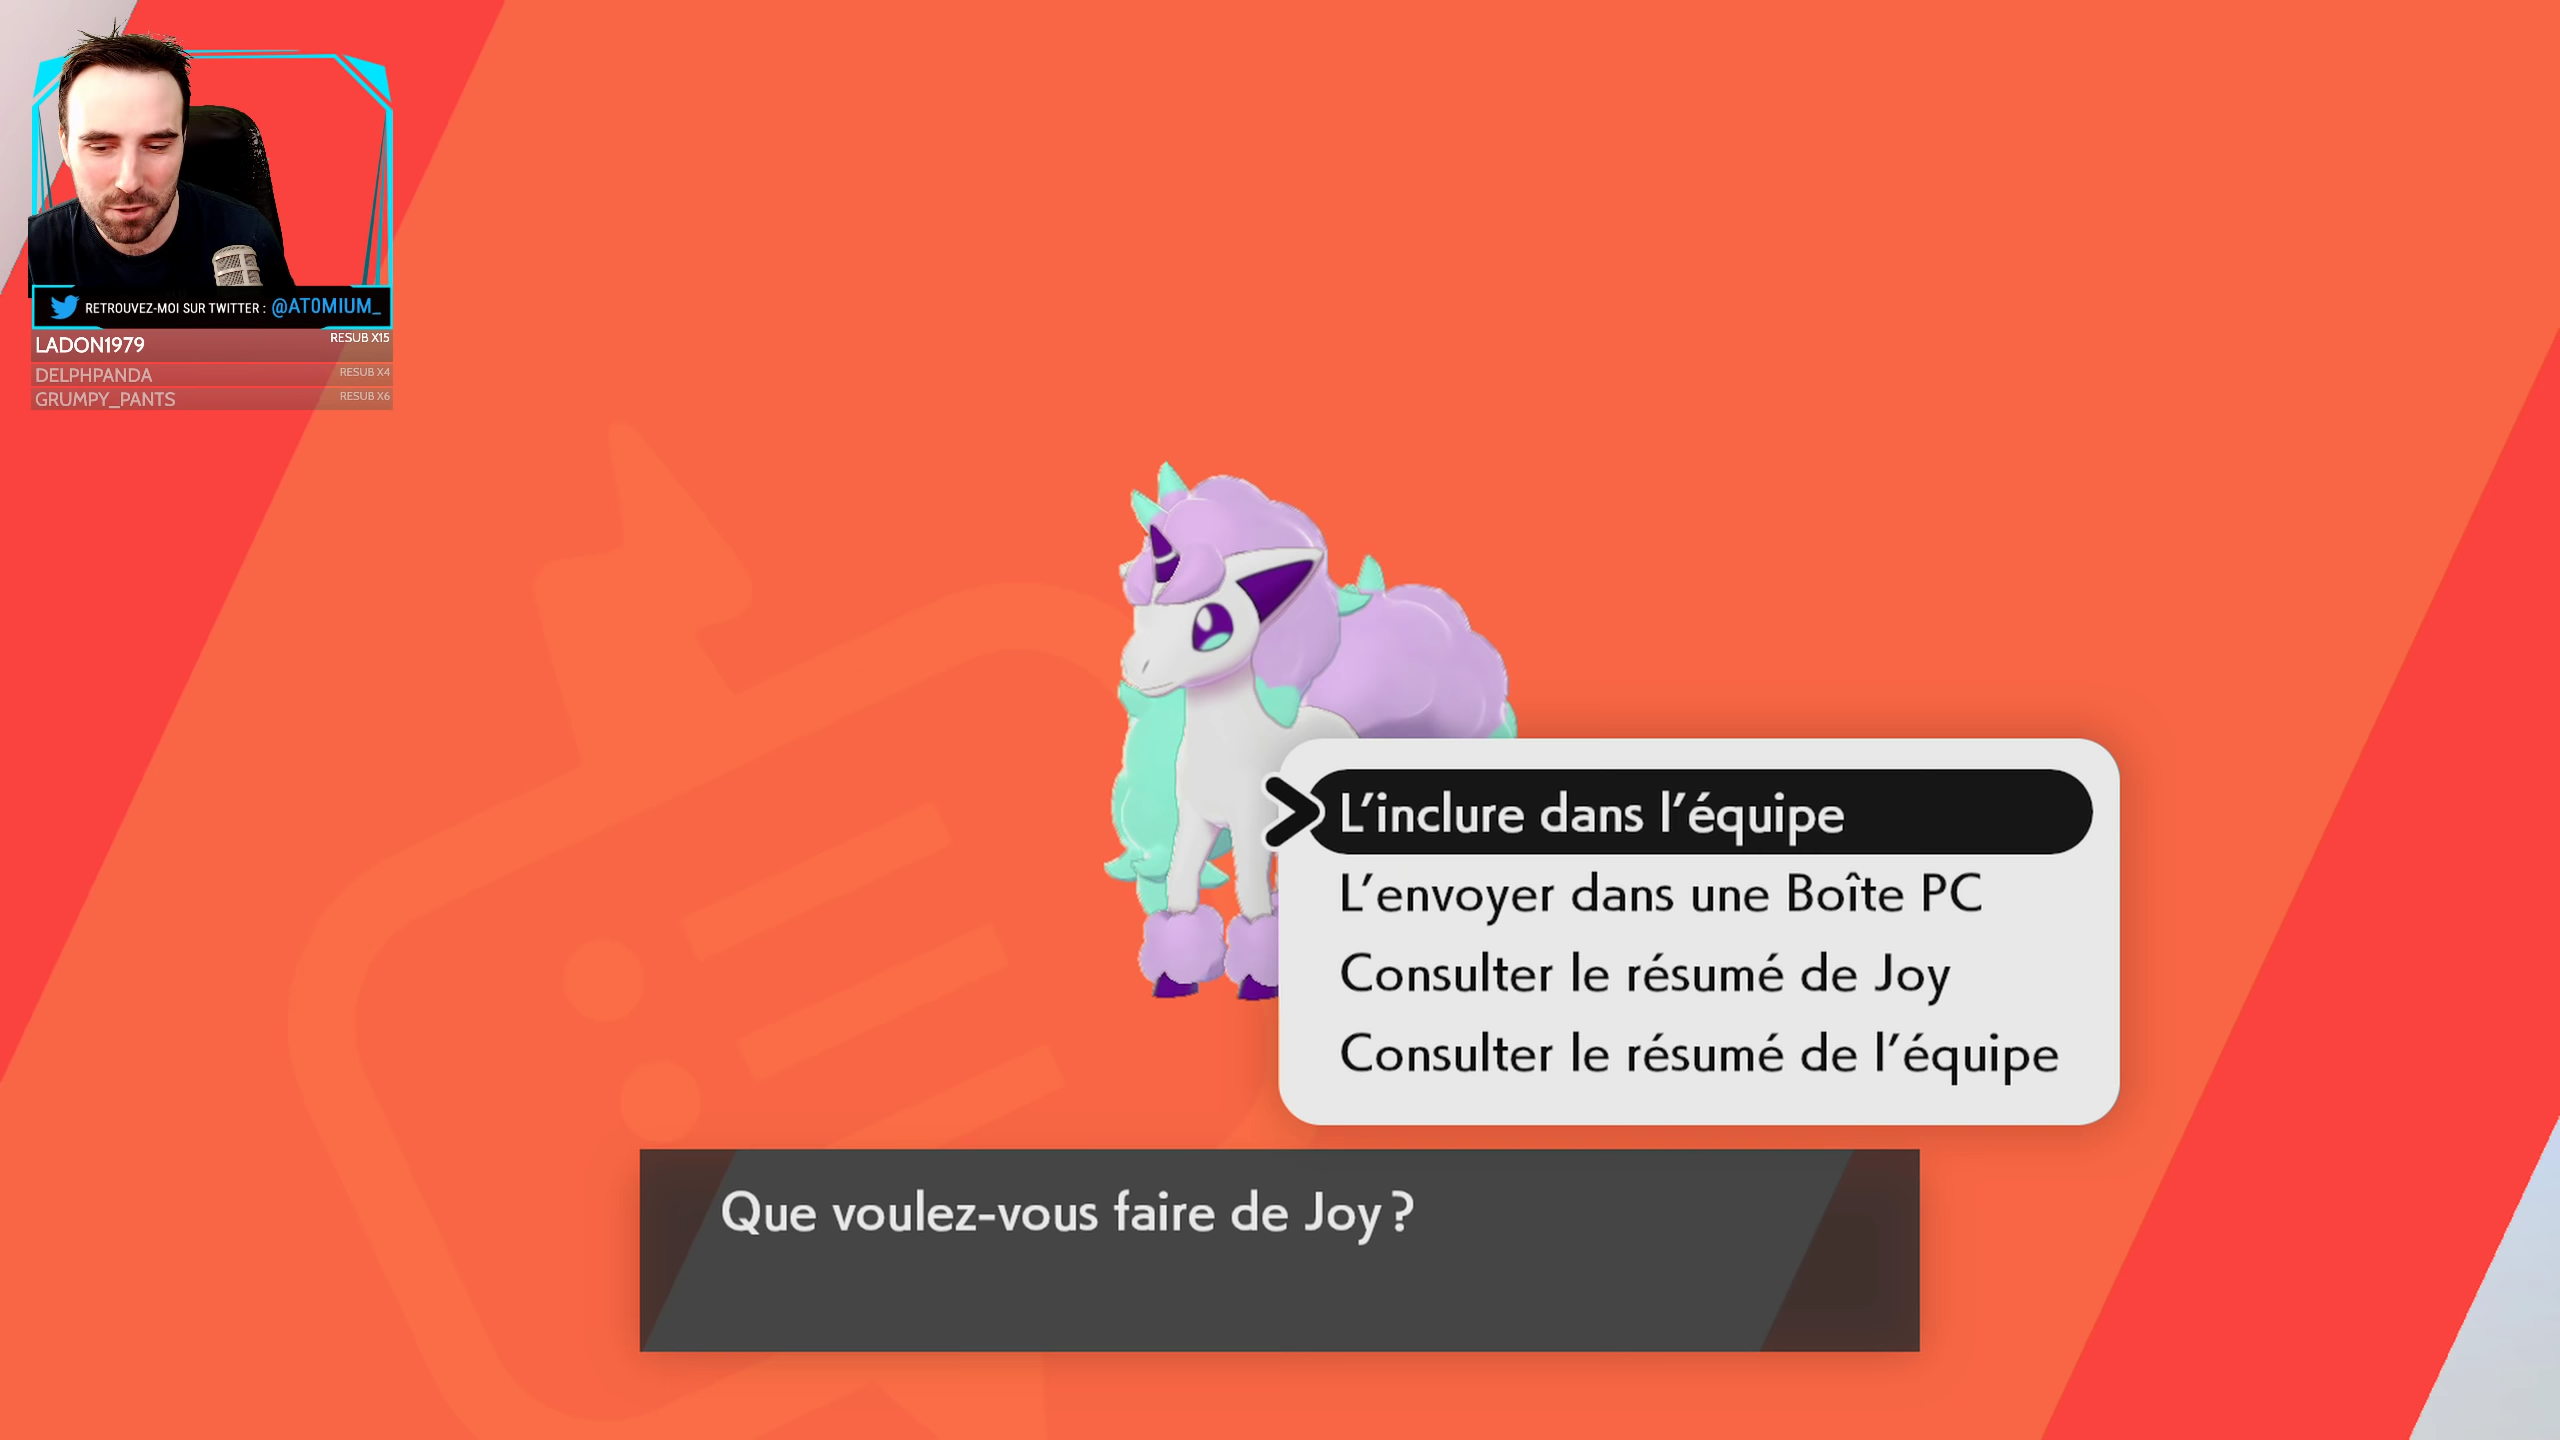 RETROUVEZ-MOI SUR TWITTER : @AT0MIUM_
LADON1979 RESUB X15
DELPHPANDA RESUB X4
GRUMPY_PANTS RESUB X6
L'inclure dans l'équipe
L'envoyer dans une Boîte PC
Consulter le résumé de Joy
Consulter le résumé de l'équipe
Que voulez-vous faire de Joy ?